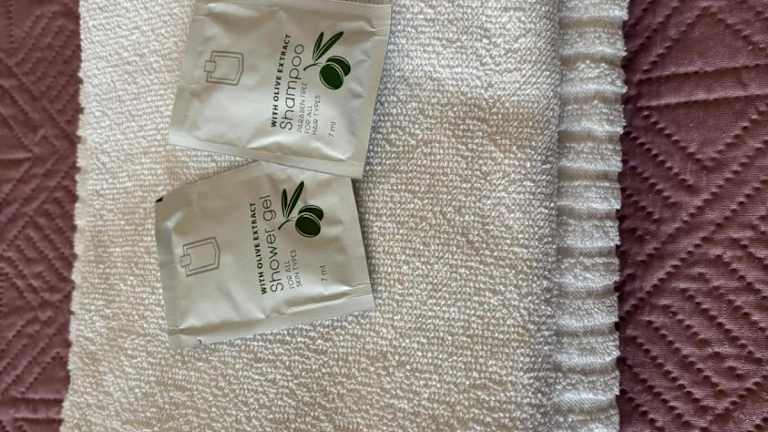 WITH OLIVE EXTRACT
Shampoo
PARABEN FREE
FOR ALL
HAIR TYPES
7 ml
WITH OLIVE EXTRACT
Shower gel
FOR ALL
SKIN TYPES
7 ml